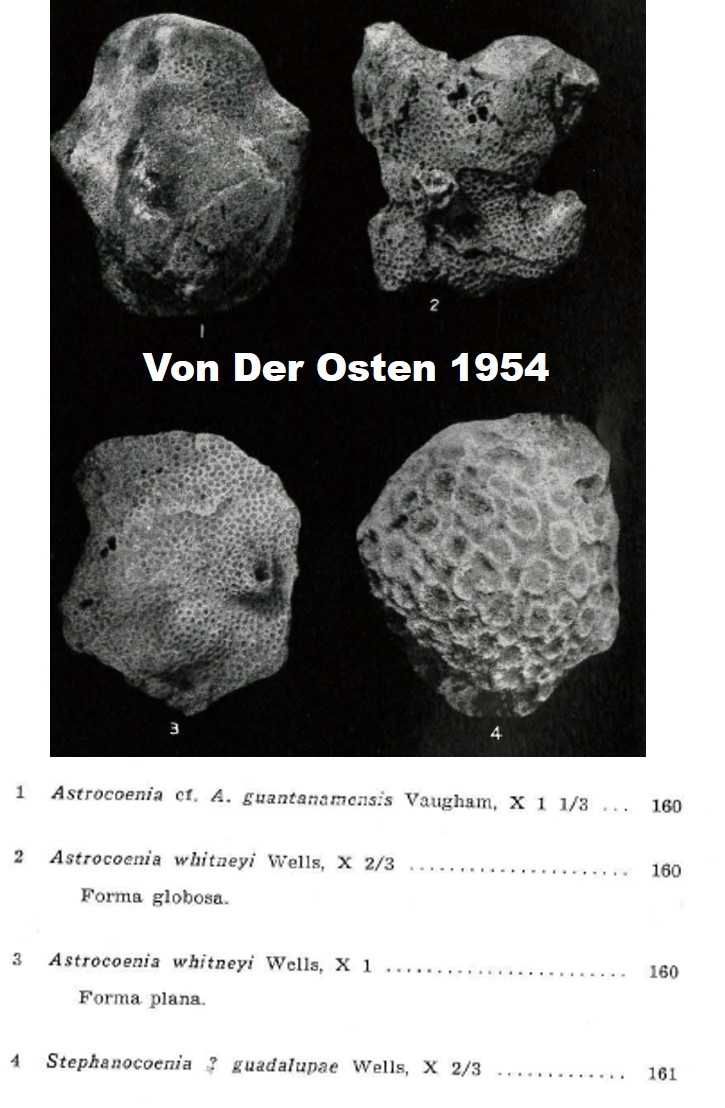 1
2
Von Der Osten 1954
3
4
1 Astrocoenia cf. A. guantanamensis Vaugham, X 1 1/3 ... 160
2 Astrocoenia whitneyi Wells, X 2/3 ...................... 160
Forma globosa.
3 Astrocoenia whitneyi Wells, X 1 ........................ 160
Forma plana.
4 Stephanocoenia ? guadalupae Wells, X 2/3 ............. 161